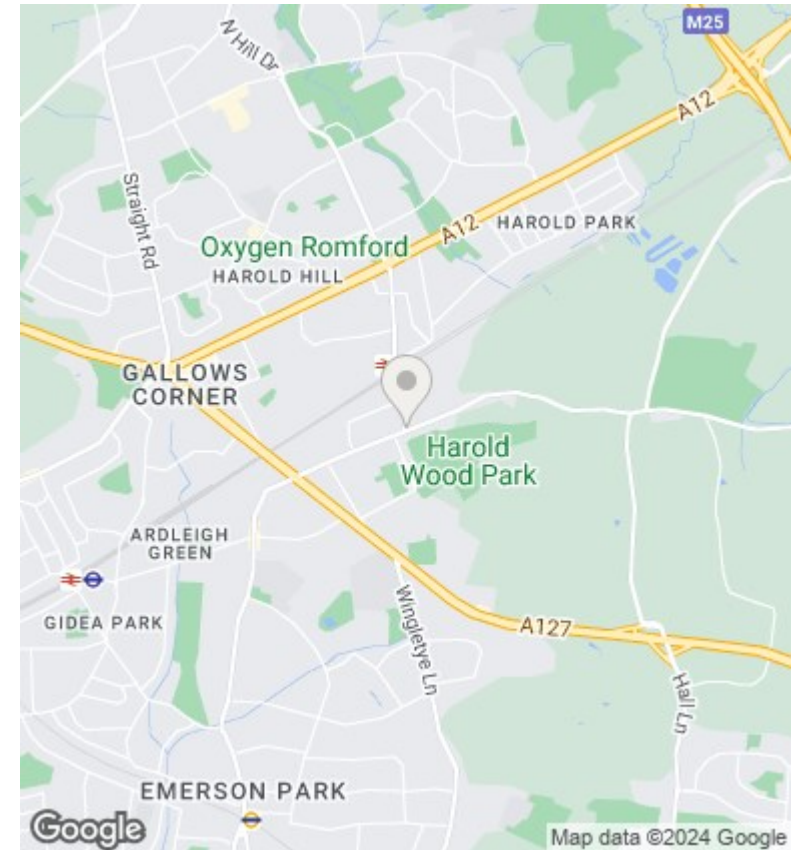 M25
N Hill Dr
A12
Straight Rd
A12
HAROLD PARK
Oxygen Romford
HAROLD HILL
GALLOWS
CORNER
Harold
Wood Park
ARDLEIGH
GREEN
GIDEA PARK
Wingletye Ln
A127
Hall Ln
EMERSON PARK
Google
Map data ©2024 Google